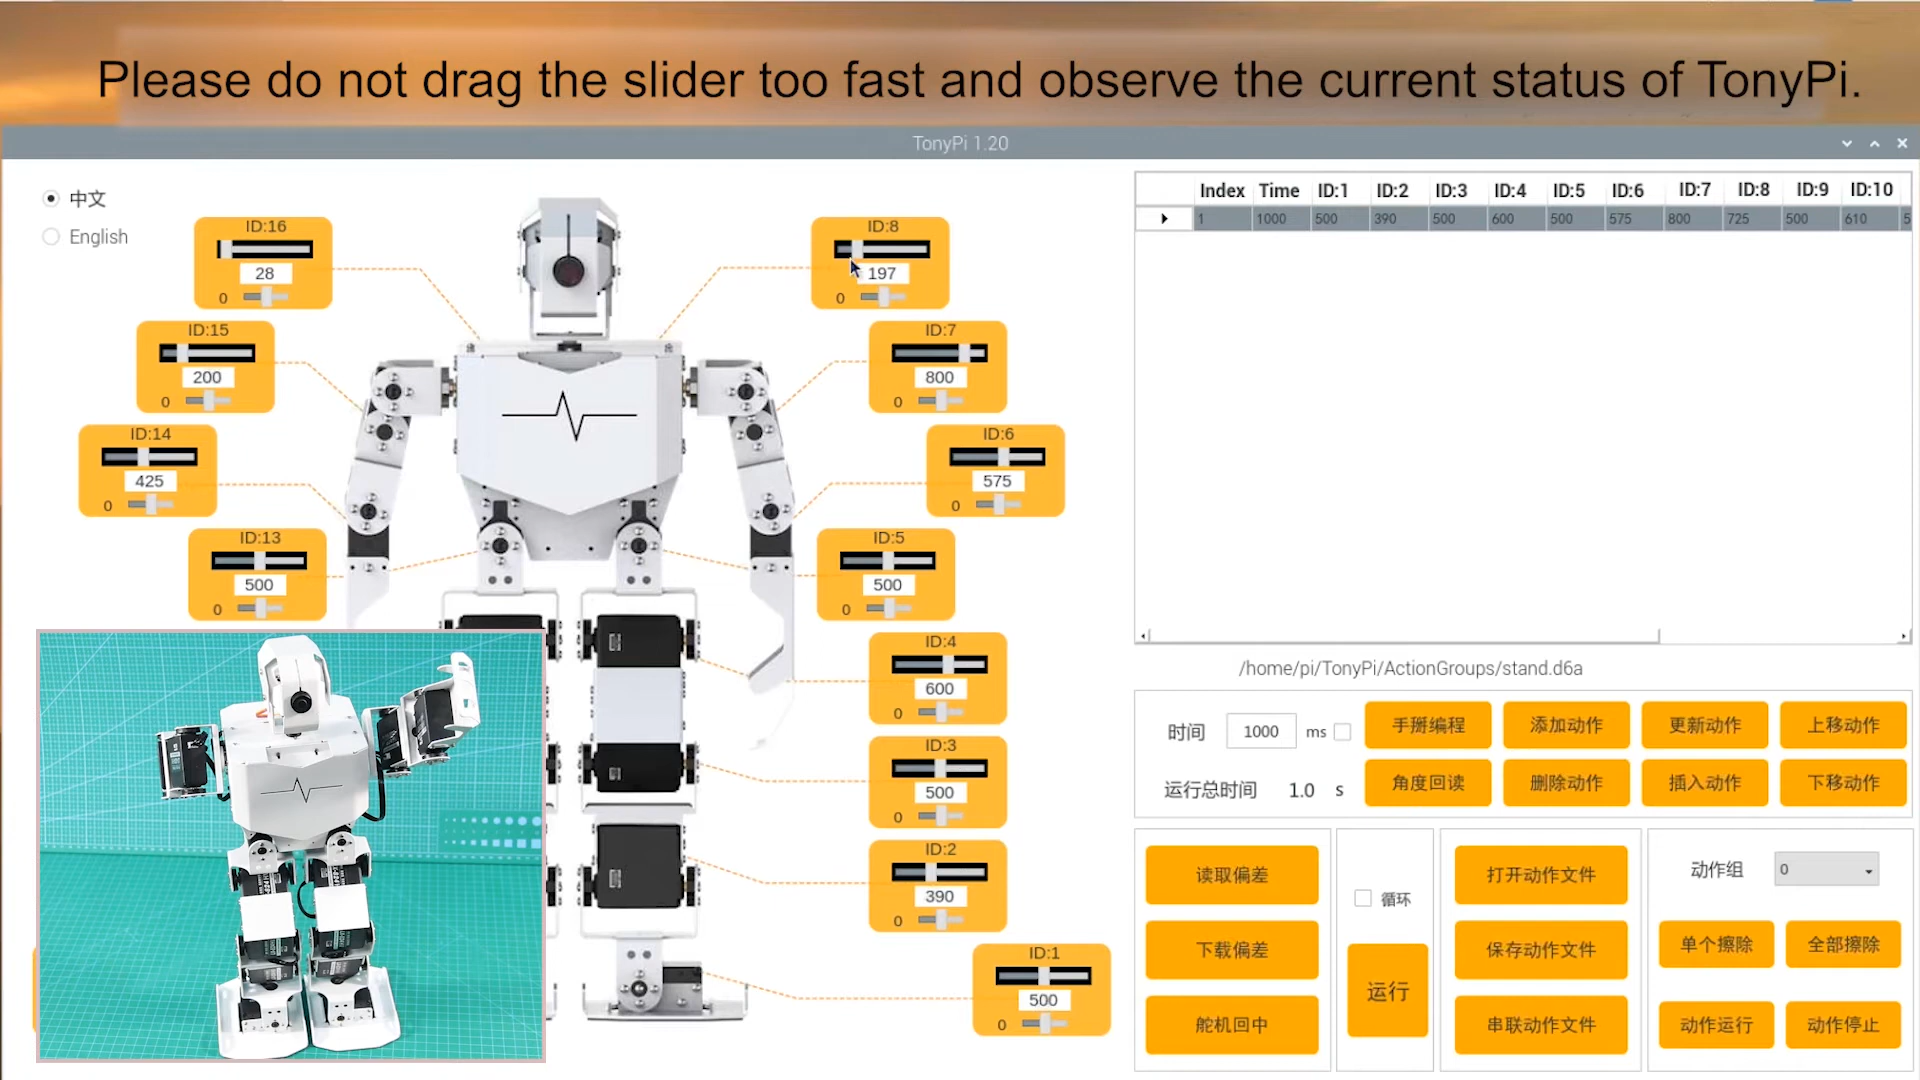 Please do not drag the slider too fast and observe the current status of TonyPi.
TonyPi 1.20
中文
English
ID:16
28
0
ID:15
200
0
ID:14
425
0
ID:13
500
0
ID:8
197
0
ID:7
800
0
ID:6
575
0
ID:5
500
0
ID:4
600
0
ID:3
500
0
ID:2
390
0
ID:1
500
0
Index Time ID:1 ID:2 ID:3 ID:4 ID:5 ID:6 ID:7 ID:8 ID:9 ID:10
1 1000 500 390 500 600 500 575 800 725 500 610 5
/home/pi/TonyPi/ActionGroups/stand.d6a
时间 1000 ms 手掰编程 添加动作 更新动作 上移动作
运行总时间 1.0 s 角度回读 删除动作 插入动作 下移动作
读取偏差
下载偏差
舵机回中
循环
运行
打开动作文件
保存动作文件
串联动作文件
动作组 0
单个擦除 全部擦除
动作运行 动作停止